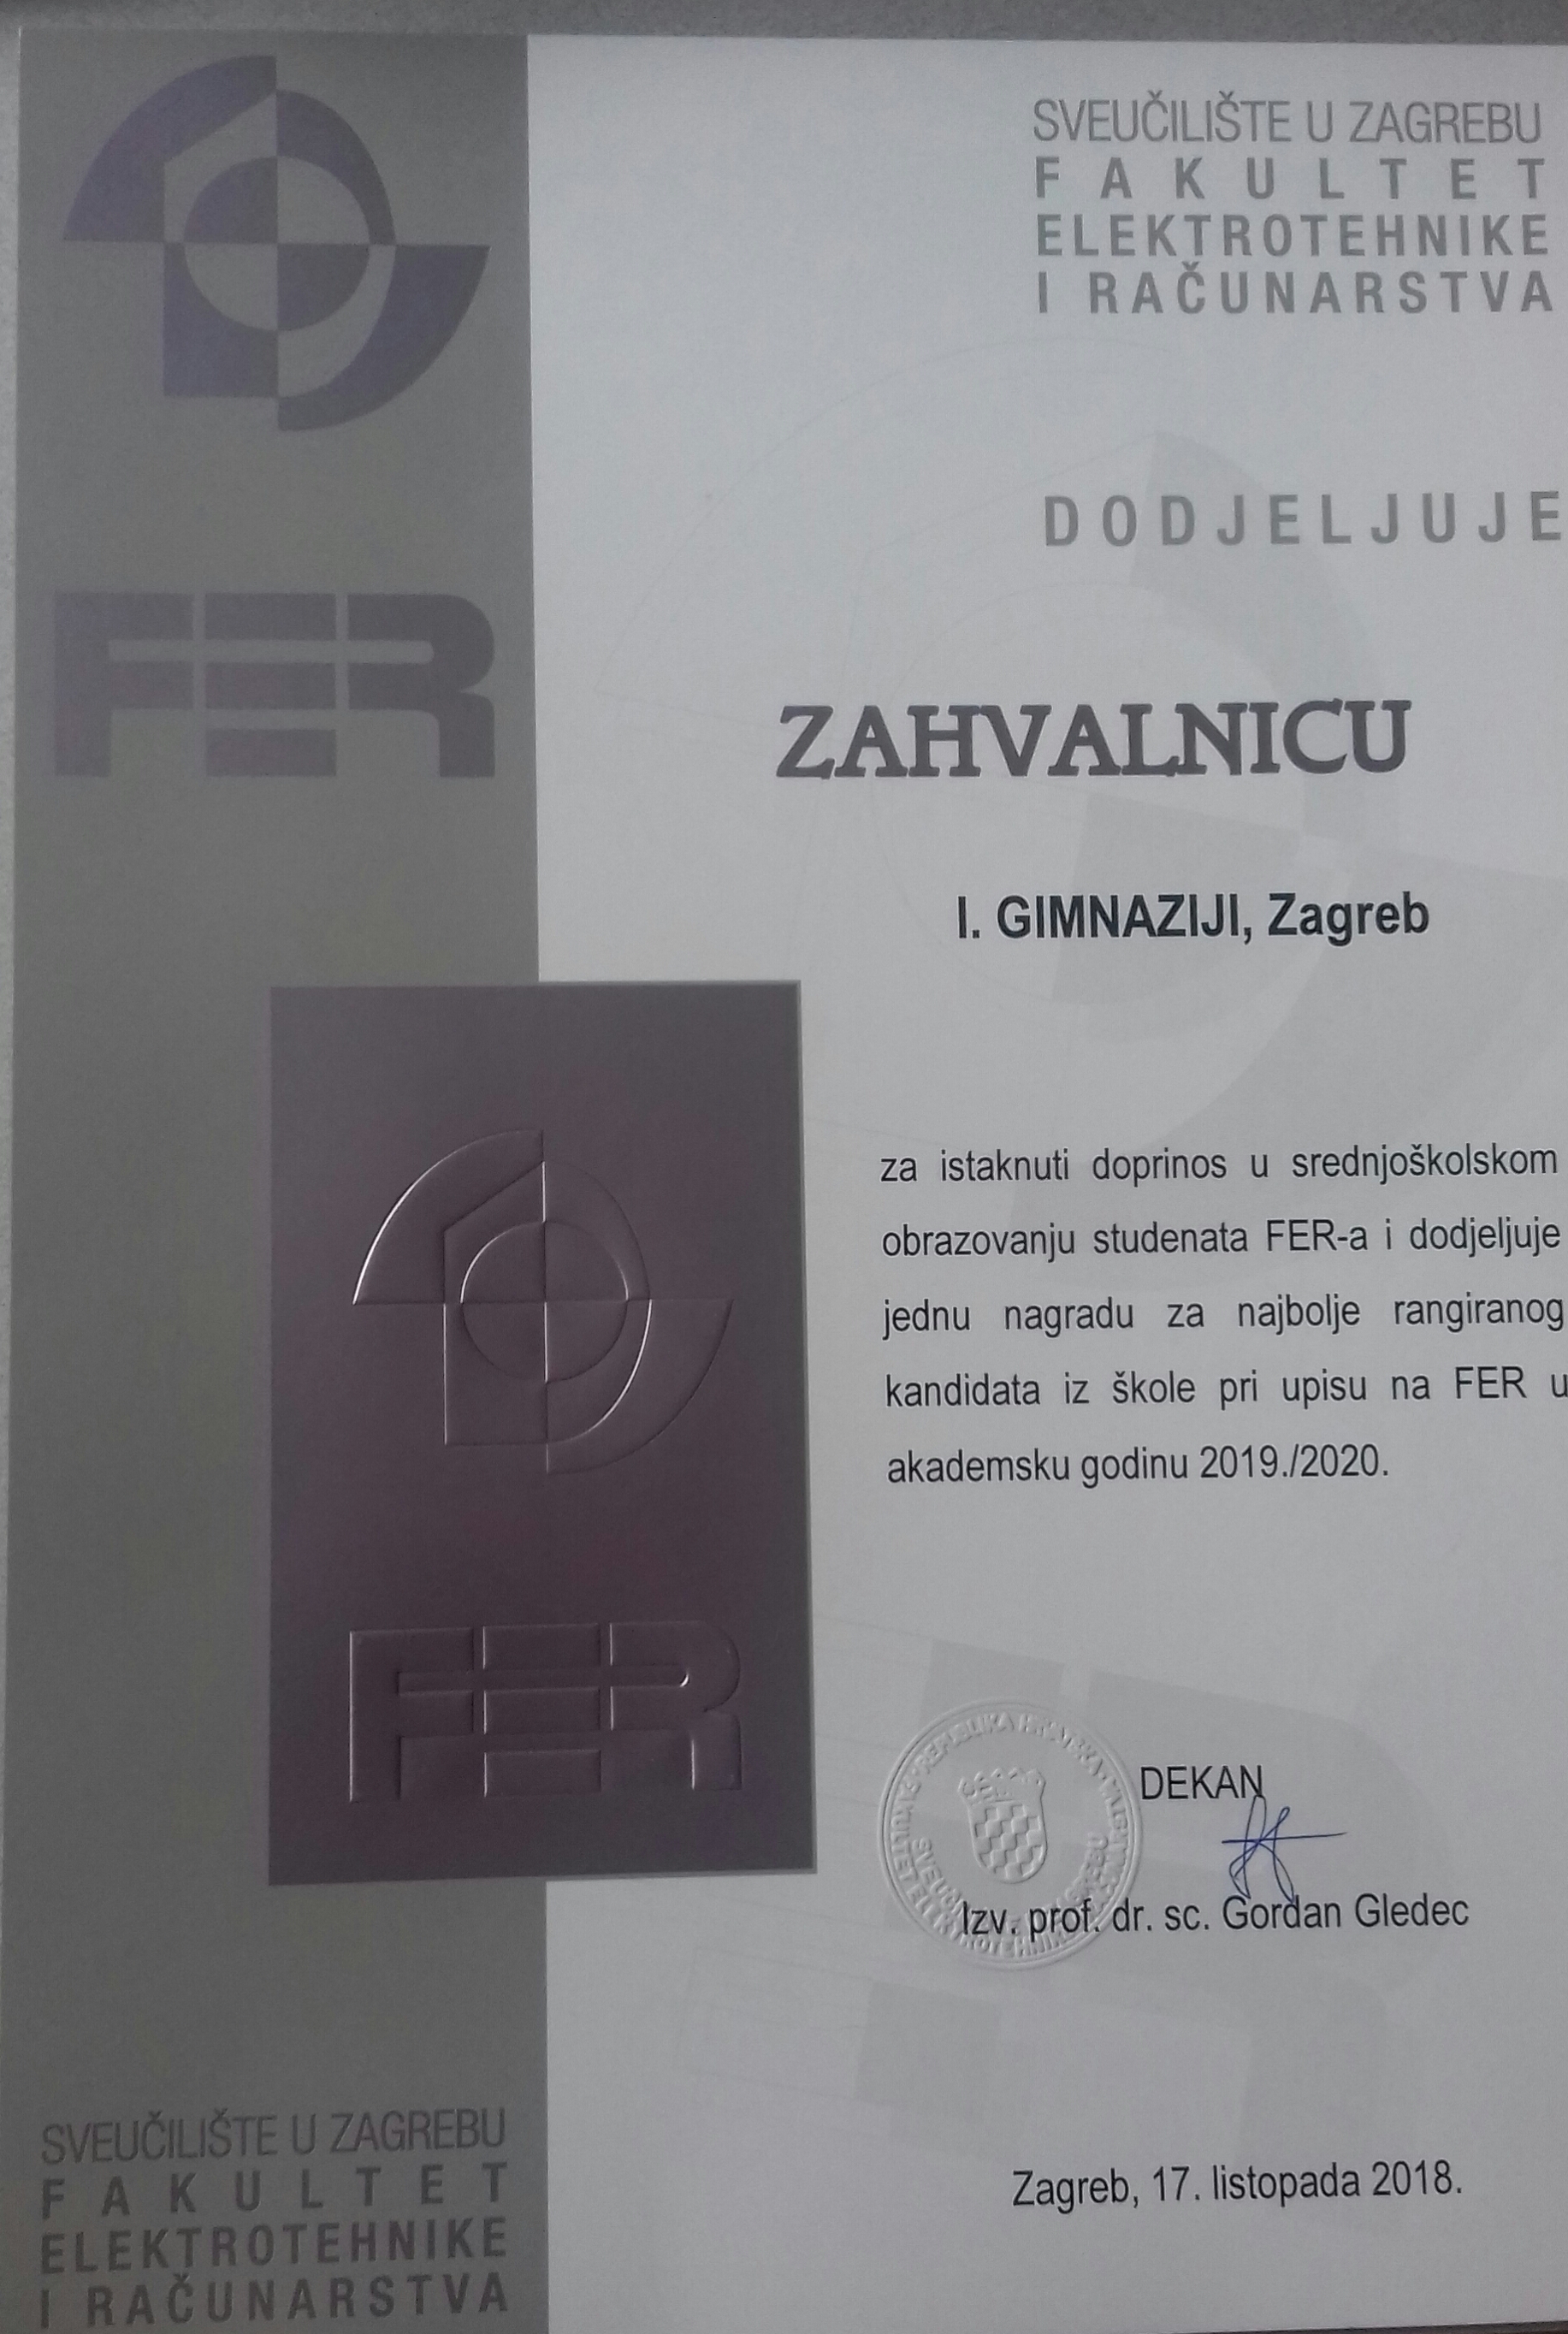 SVEUČILIŠTE U ZAGREBU
FAKULTET
ELEKTROTEHNIKE
I RAČUNARSTVA
DODJELJUJE
FER
ZAHVALNICU
I. GIMNAZIJI, Zagreb
za istaknuti doprinos u srednjoškolskom
obrazovanju studenata FER-a i dodjeljuje
jednu nagradu za najbolje rangiranog
kandidata iz škole pri upisu na FER u
akademsku godinu 2019./2020.
FER
REPUBLIKA HRVATSKA
DEKAN
Izv. prof. dr. sc. Gordan Gledec
Zagreb, 17. listopada 2018.
SVEUČILIŠTE U ZAGREBU
FAKULTET
ELEKTROTEHNIKE
I RAČUNARSTVA